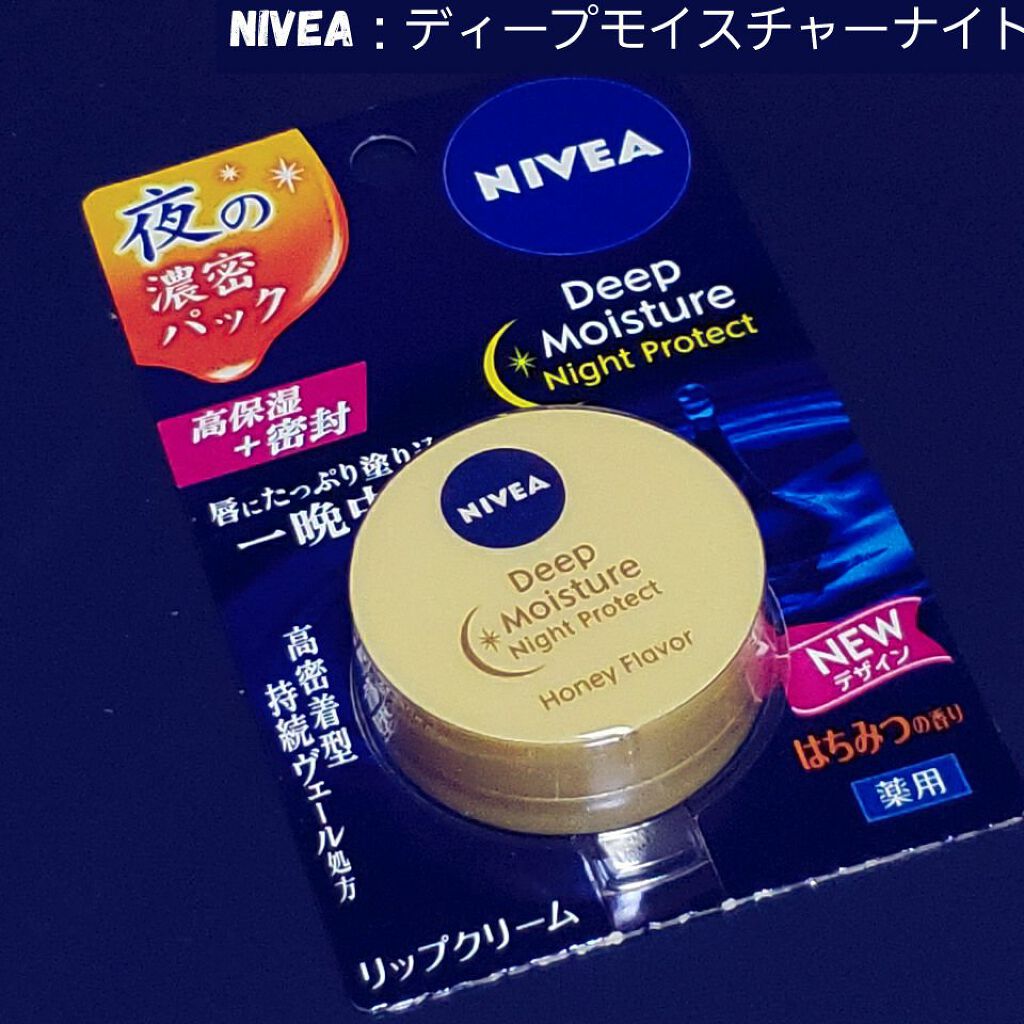 NIVEA：ディープモイスチャーナイト
NIVEA
夜の
濃密
パック
Deep
Moisture
Night Protect
高保湿
+密封
唇にたっぷり塗り
一晩中
NIVEA
Deep
Moisture
Night Protect
Honey Flavor
高密着型
持続ヴェール処方
NEW
デザイン
はちみつの香り
薬用
リップクリーム